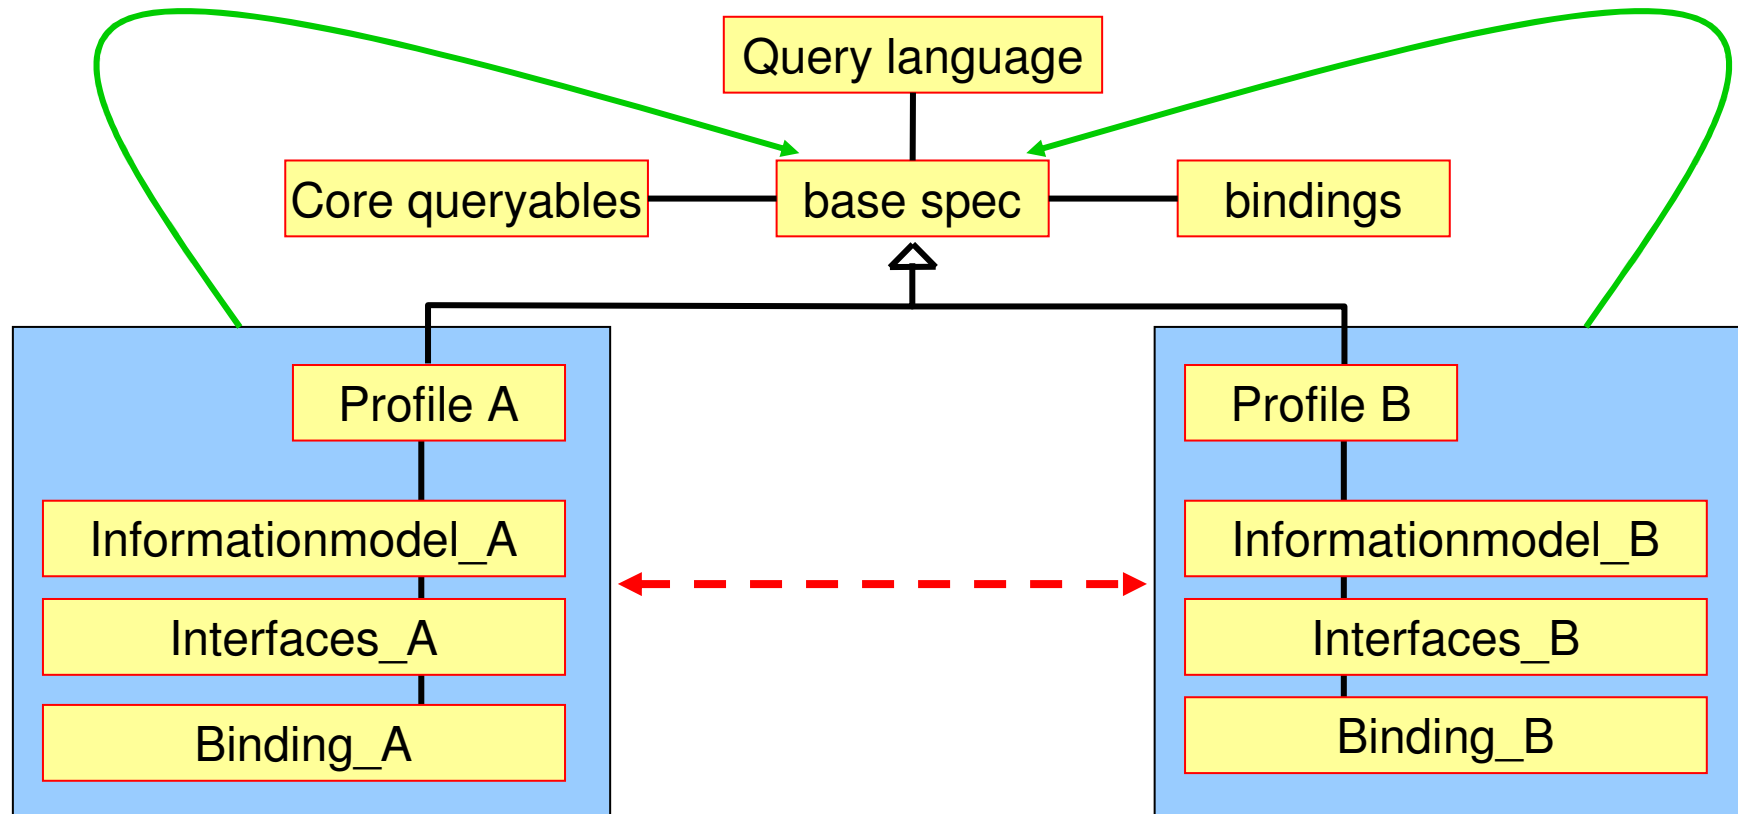 Query language
Core queryables
base spec
bindings
Profile A
Profile B
Informationmodel_A
Informationmodel_B
Interfaces_A
Interfaces_B
Binding_A
Binding_B